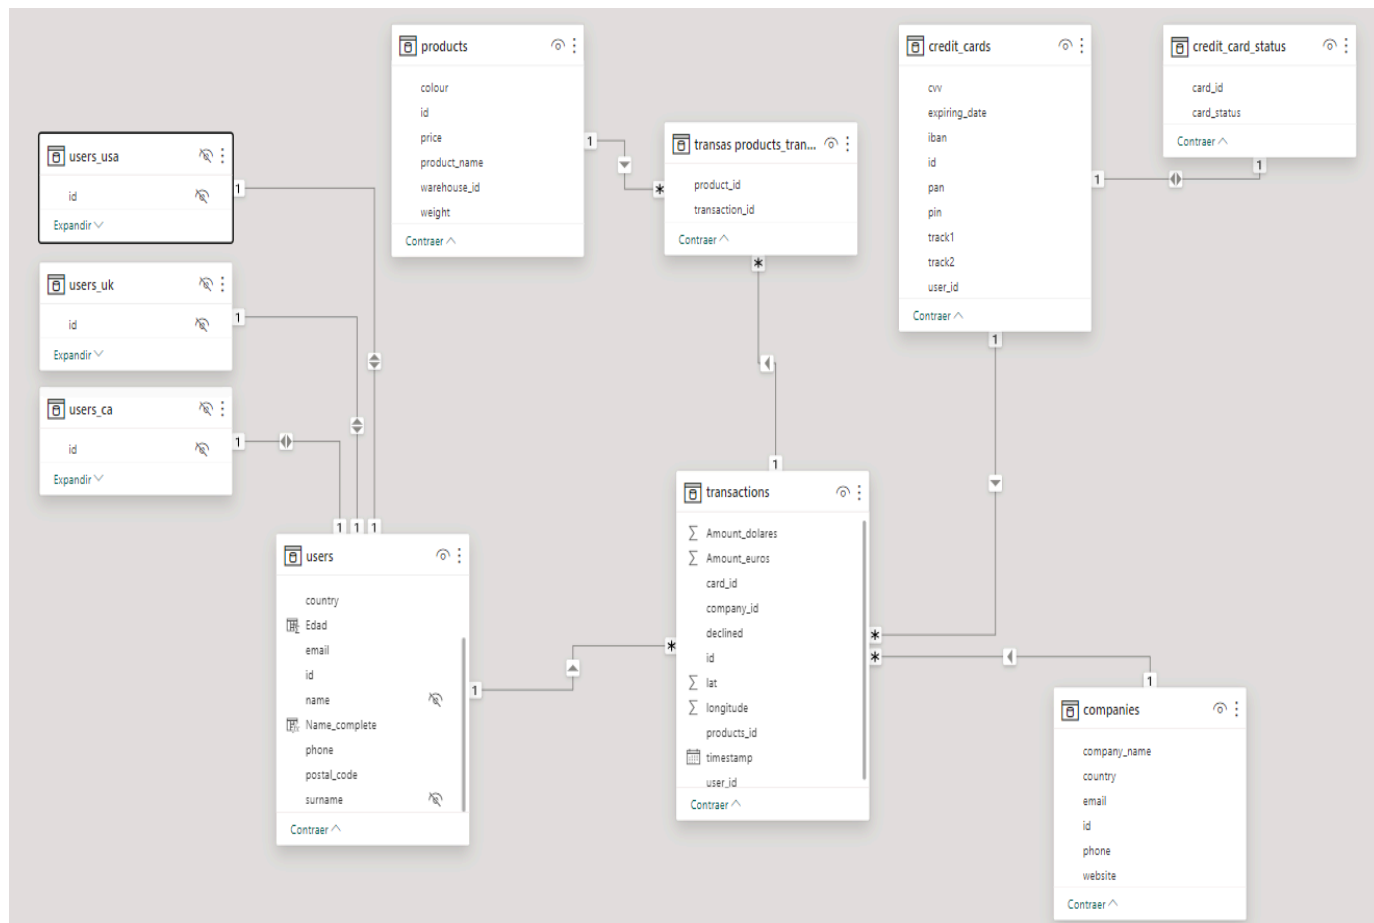 products
colour
id
price
product_name
warehouse_id
weight
Contraer
credit_cards
cvv
expiring_date
iban
id
pan
pin
track1
track2
user_id
Contraer
credit_card_status
card_id
card_status
Contraer
transas products_tran...
product_id
transaction_id
Contraer
users_usa
id
Expandir
users_uk
id
Expandir
users_ca
id
Expandir
1
*
1
1
1
1
1
*
1
1
1
1
1
1
*
1
*
*
1
transactions
Amount_dolares
Amount_euros
card_id
company_id
declined
id
lat
longitude
products_id
timestamp
user_id
Contraer
users
country
Edad
email
id
name
Name_complete
phone
postal_code
surname
Contraer
companies
company_name
country
email
id
phone
website
Contraer